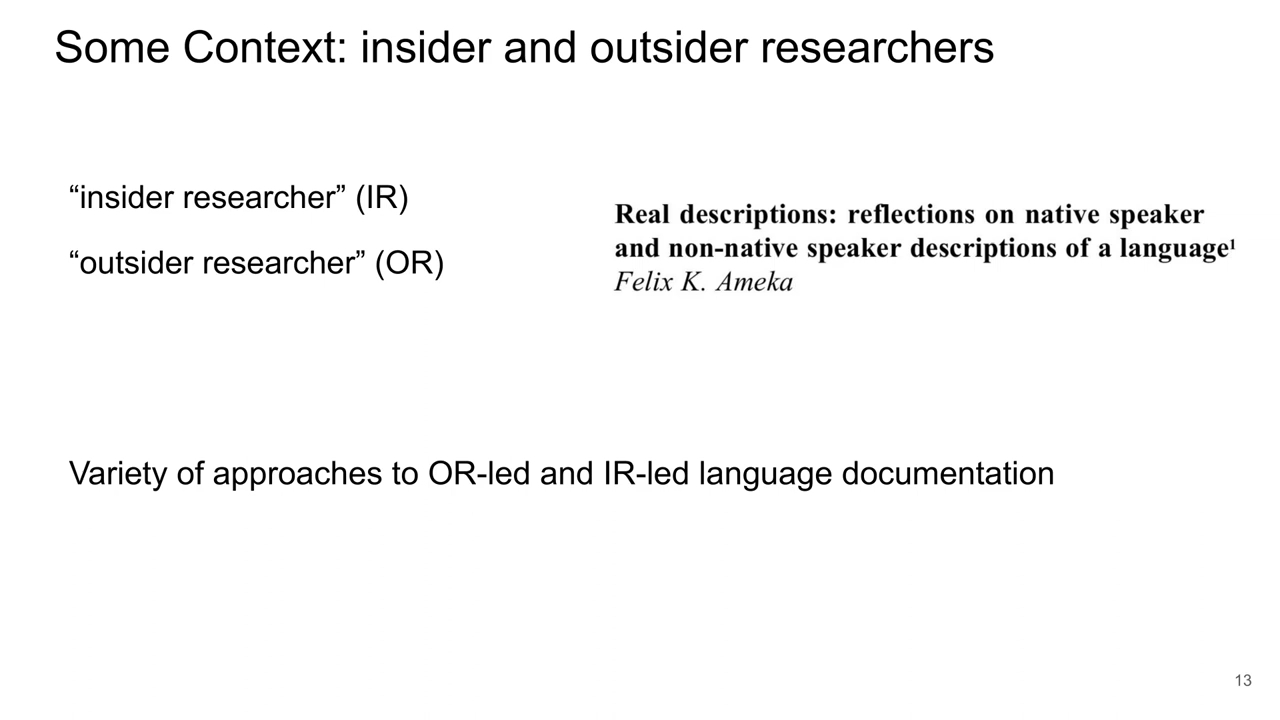 Some Context: insider and outsider researchers
“insider researcher” (IR)
“outsider researcher” (OR)
Real descriptions: reflections on native speaker
and non-native speaker descriptions of a language¹
Felix K. Ameka
Variety of approaches to OR-led and IR-led language documentation
13